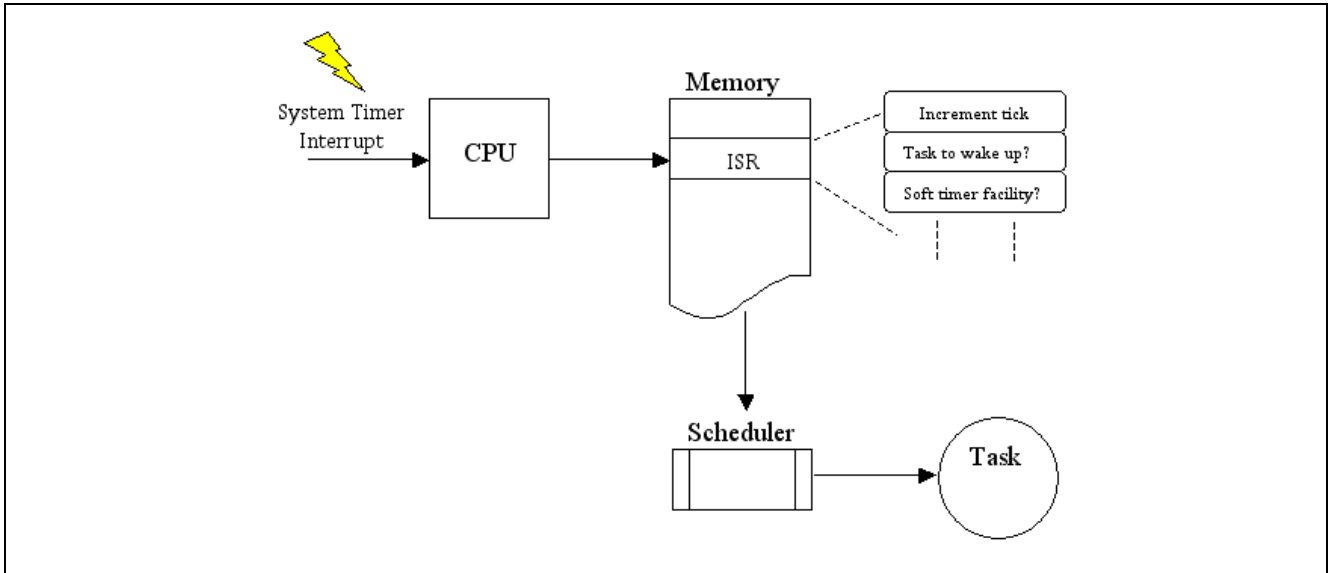 System Timer
Interrupt
CPU
Memory
ISR
Increment tick
Task to wake up?
Soft timer facility?
Scheduler
Task